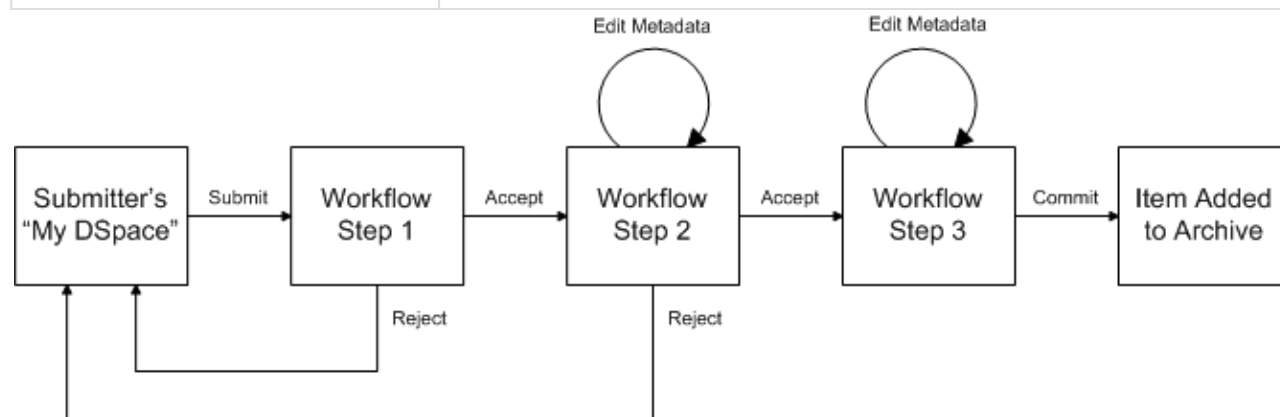 Edit Metadata
Edit Metadata
Submitter’s
“My DSpace”
Submit
Workflow
Step 1
Accept
Workflow
Step 2
Accept
Workflow
Step 3
Commit
Item Added
to Archive
Reject
Reject